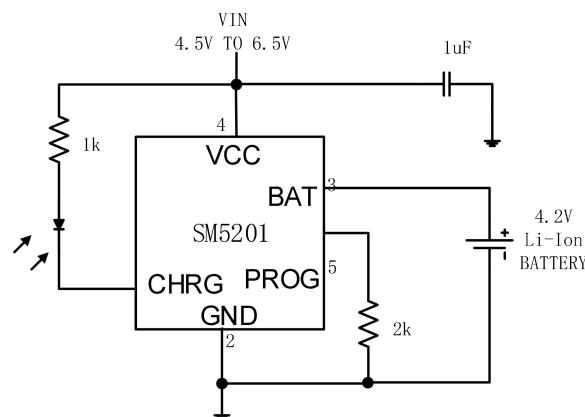 VIN
4.5V TO 6.5V
1uF
4
1k
VCC
3
BAT
4.2V
SM5201
Li-Ion
BATTERY
5
CHRG
PROG
GND
2k
2